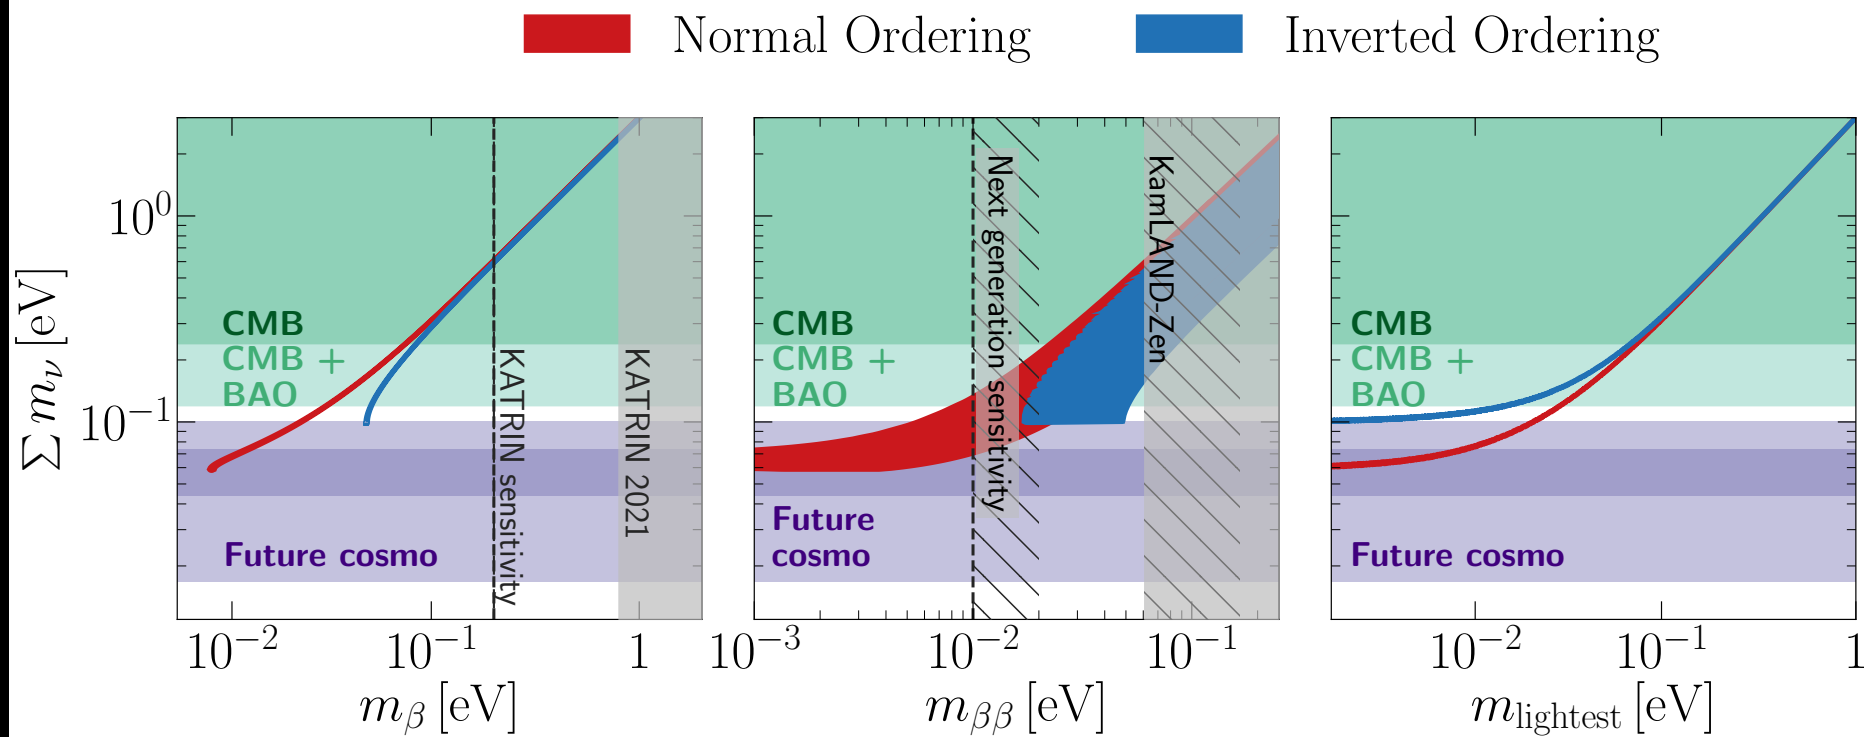 Normal Ordering
Inverted Ordering
∑ m_ν [eV]
10⁰
10⁻¹
CMB
CMB +
BAO
Future cosmo
KATRIN sensitivity
KATRIN 2021
10⁻²
10⁻¹
1
m_β [eV]
CMB
CMB +
BAO
Future
cosmo
Next generation sensitivity
KamLAND-Zen
10⁻³
10⁻²
10⁻¹
m_ββ [eV]
CMB
CMB +
BAO
Future cosmo
10⁻²
10⁻¹
1
m_lightest [eV]